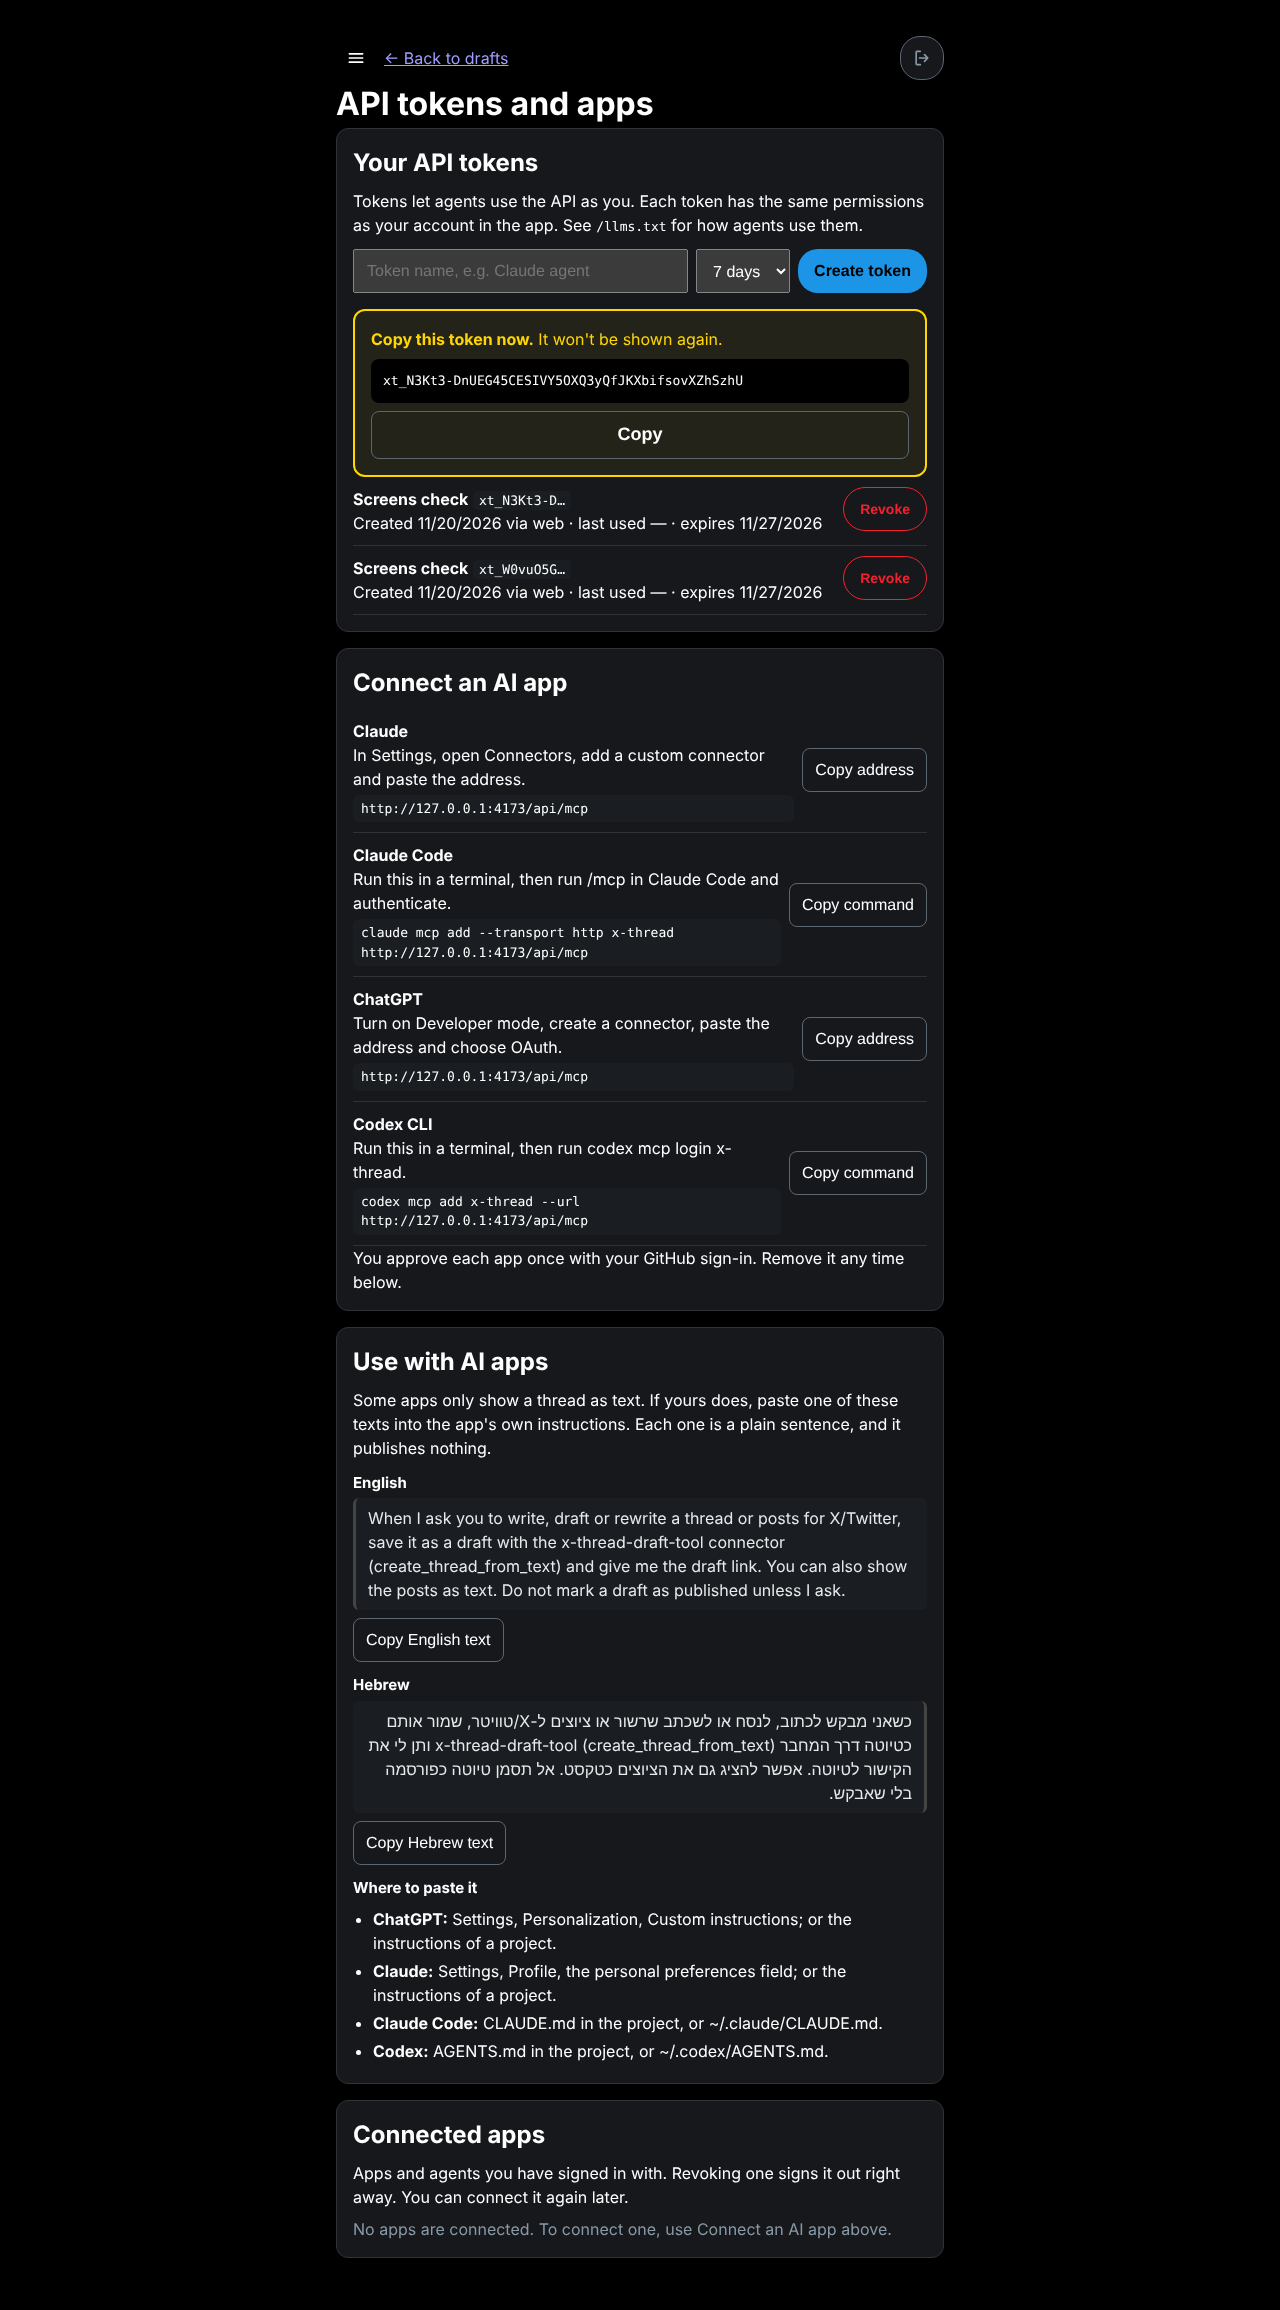 ← Back to drafts
API tokens and apps
Your API tokens
Tokens let agents use the API as you. Each token has the same permissions
as your account in the app. See /llms.txt for how agents use them.
Token name, e.g. Claude agent
7 days
Create token
Copy this token now. It won't be shown again.
xt_N3Kt3-DnUEG45CESIVY5OXQ3yQfJKXbifsovXZhSzhU
Copy
Screens check xt_N3Kt3-D…
Created 11/20/2026 via web · last used — · expires 11/27/2026
Revoke
Screens check xt_W0vuO5G…
Created 11/20/2026 via web · last used — · expires 11/27/2026
Revoke
Connect an AI app
Claude
In Settings, open Connectors, add a custom connector
and paste the address.
http://127.0.0.1:4173/api/mcp
Copy address
Claude Code
Run this in a terminal, then run /mcp in Claude Code and
authenticate.
claude mcp add --transport http x-thread
http://127.0.0.1:4173/api/mcp
Copy command
ChatGPT
Turn on Developer mode, create a connector, paste the
address and choose OAuth.
http://127.0.0.1:4173/api/mcp
Copy address
Codex CLI
Run this in a terminal, then run codex mcp login x-
thread.
codex mcp add x-thread --url
http://127.0.0.1:4173/api/mcp
Copy command
You approve each app once with your GitHub sign-in. Remove it any time
below.
Use with AI apps
Some apps only show a thread as text. If yours does, paste one of these
texts into the app's own instructions. Each one is a plain sentence, and it
publishes nothing.
English
When I ask you to write, draft or rewrite a thread or posts for X/Twitter,
save it as a draft with the x-thread-draft-tool connector
(create_thread_from_text) and give me the draft link. You can also show
the posts as text. Do not mark a draft as published unless I ask.
Copy English text
Hebrew
כשאני מבקש לכתוב, לנסח או לשכתב שרשור או ציוצים ל-X/טוויטר, שמור אותם
כטיוטה דרך המחבר x-thread-draft-tool (create_thread_from_text) ותן לי את
הקישור לטיוטה. אפשר להציג גם את הציוצים כטקסט. אל תסמן טיוטה כפורסמה
בלי שאבקש.
Copy Hebrew text
Where to paste it
• ChatGPT: Settings, Personalization, Custom instructions; or the
instructions of a project.
• Claude: Settings, Profile, the personal preferences field; or the
instructions of a project.
• Claude Code: CLAUDE.md in the project, or ~/.claude/CLAUDE.md.
• Codex: AGENTS.md in the project, or ~/.codex/AGENTS.md.
Connected apps
Apps and agents you have signed in with. Revoking one signs it out right
away. You can connect it again later.
No apps are connected. To connect one, use Connect an AI app above.